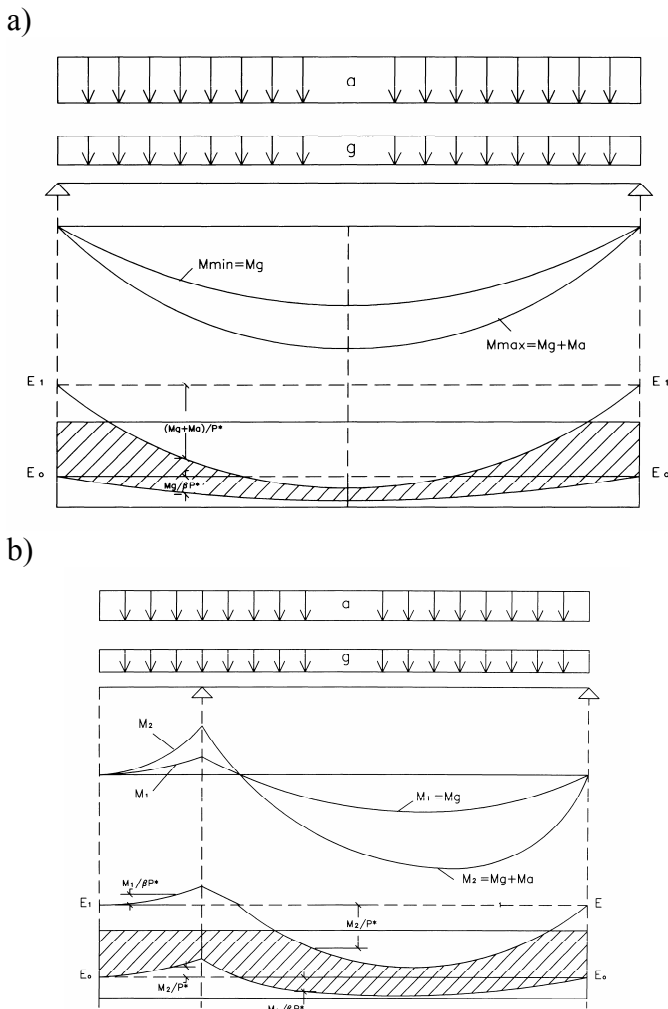 a)
a
g
Mmin=Mg
Mmax=Mg+Ma
E1 E1
(Mg+Ma)/P*
Eo Eo
Mg/βP*
b)
a
g
M2
M1
M1-Mg
M2=Mg+Ma
M1/βP*
E1 E
M2/P*
Eo Eo
M2/P*